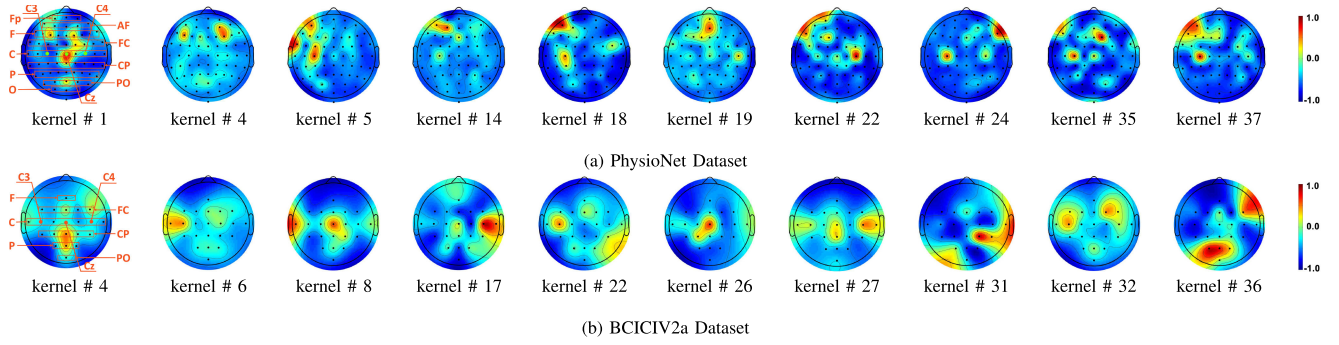 C3 C4
Fp AF
F FC
C CP
P PO
O Cz
1.0
0.0
-1.0
kernel # 1 kernel # 4 kernel # 5 kernel # 14 kernel # 18 kernel # 19 kernel # 22 kernel # 24 kernel # 35 kernel # 37
(a) PhysioNet Dataset
C3 C4
F FC
C CP
P PO
Cz
1.0
0.0
-1.0
kernel # 4 kernel # 6 kernel # 8 kernel # 17 kernel # 22 kernel # 26 kernel # 27 kernel # 31 kernel # 32 kernel # 36
(b) BCICIV2a Dataset